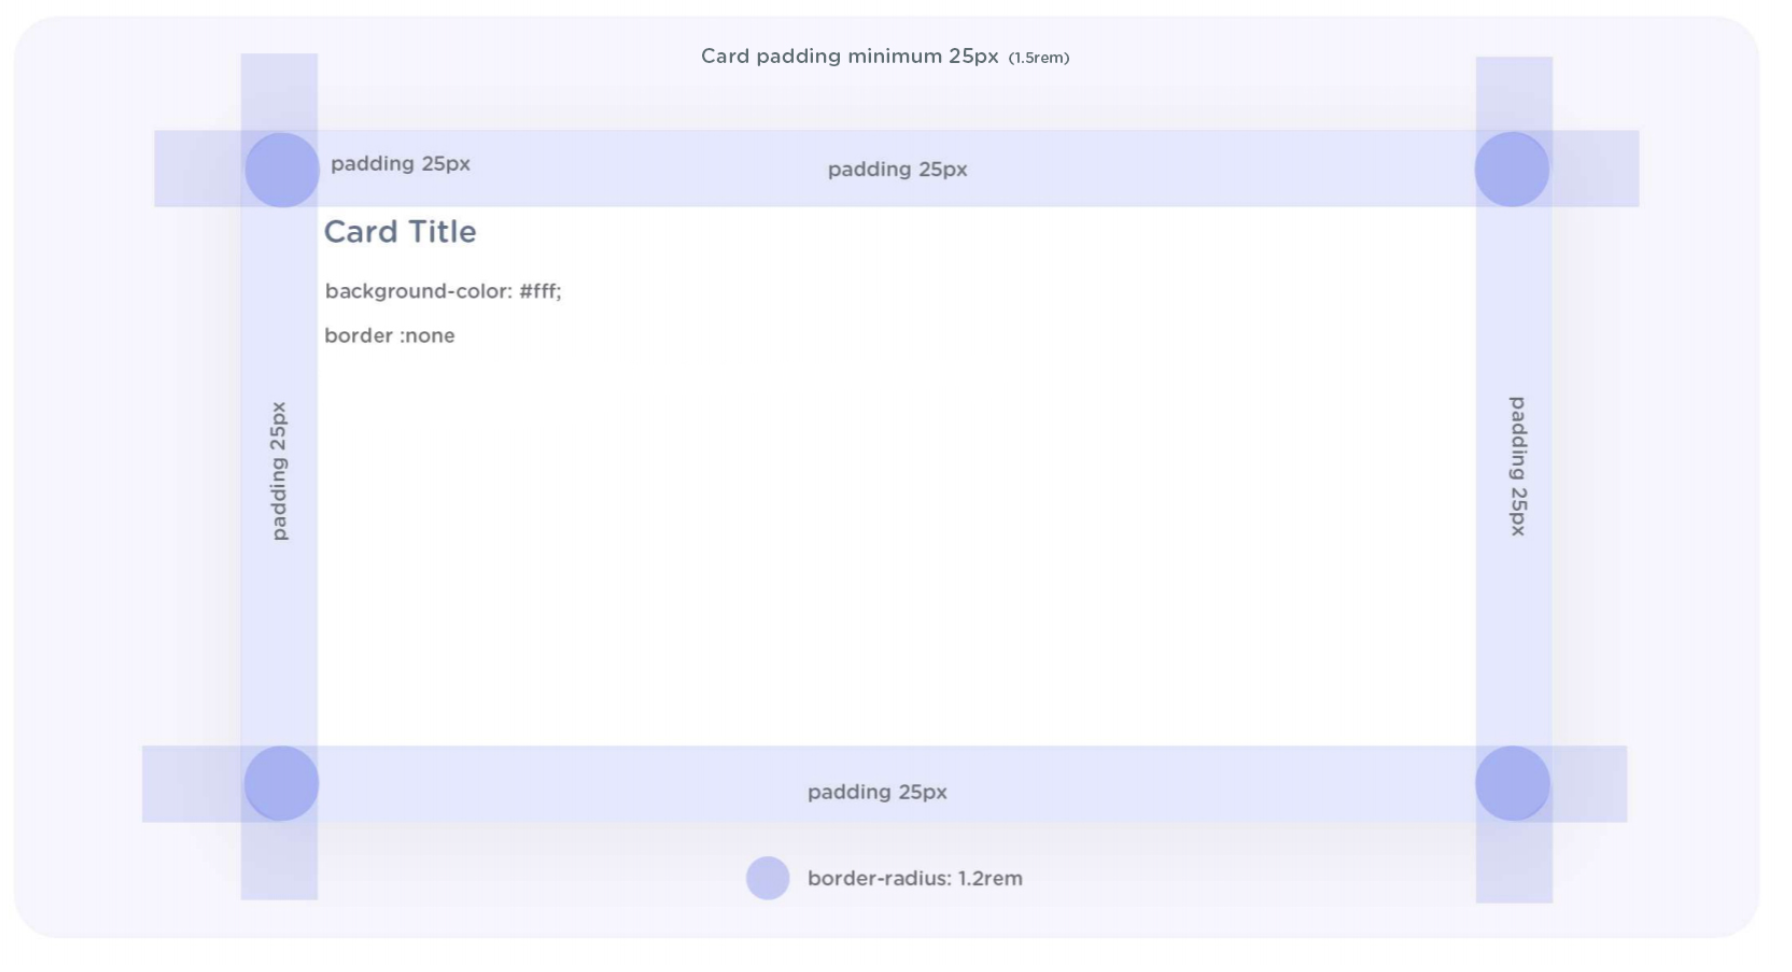 Card padding minimum 25px (1.5rem)
padding 25px
padding 25px
Card Title
background-color: #fff;
border :none
padding 25px
padding 25px
padding 25px
border-radius: 1.2rem